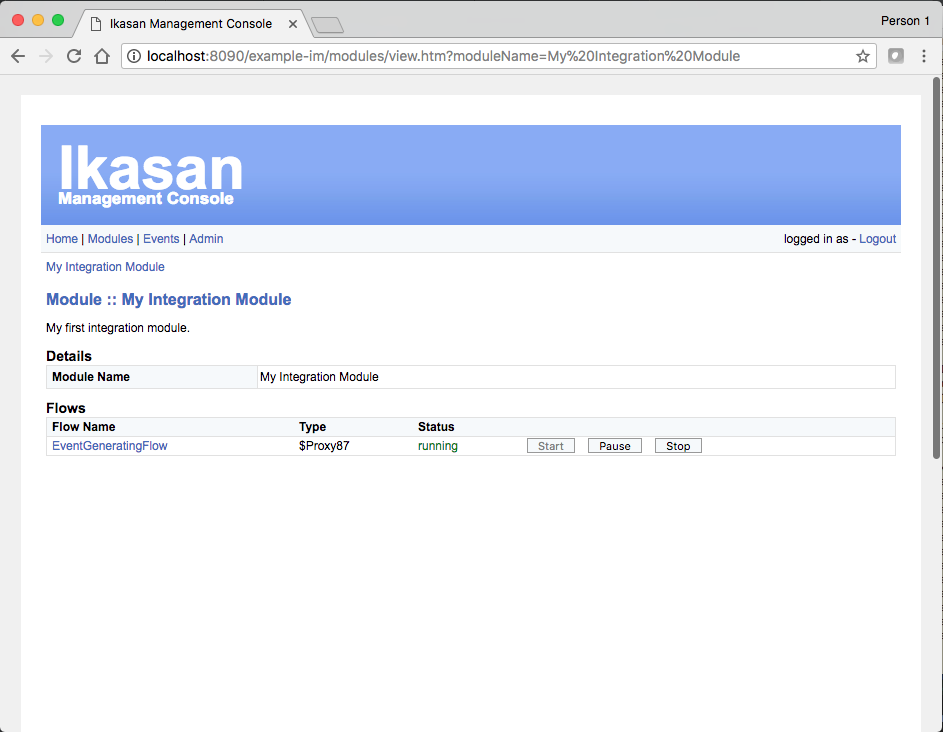 Ikasan Management Console
Person 1
localhost:8090/example-im/modules/view.htm?moduleName=My%20Integration%20Module
Ikasan
Management Console
Home | Modules | Events | Admin
logged in as - Logout
My Integration Module
Module :: My Integration Module
My first integration module.
Details
Module Name My Integration Module
Flows
Flow Name Type Status
EventGeneratingFlow $Proxy87 running Start Pause Stop